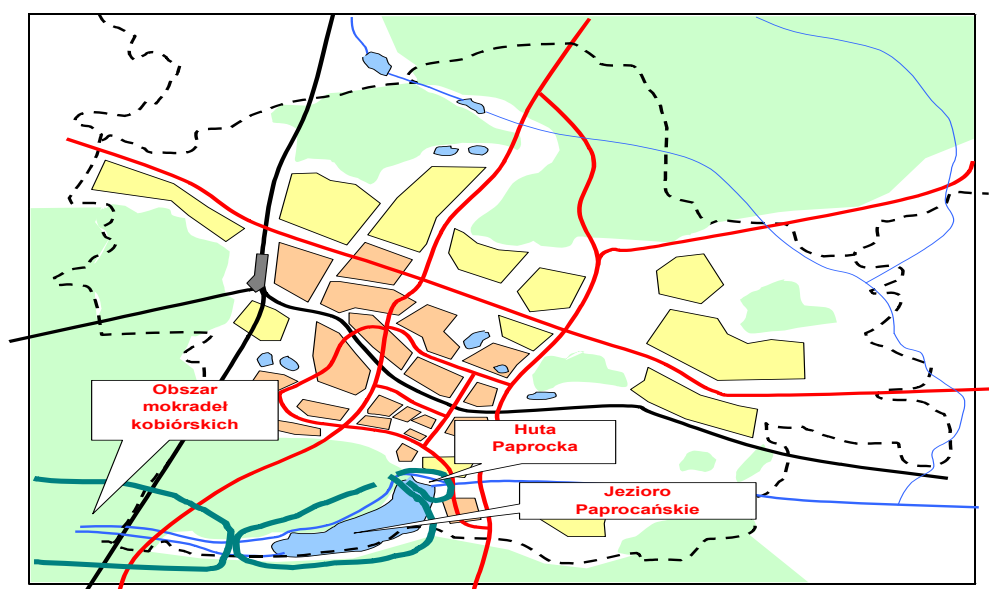 Obszar
mokradeł
kobiórskich
Huta
Paprocka
Jezioro
Paprocańskie